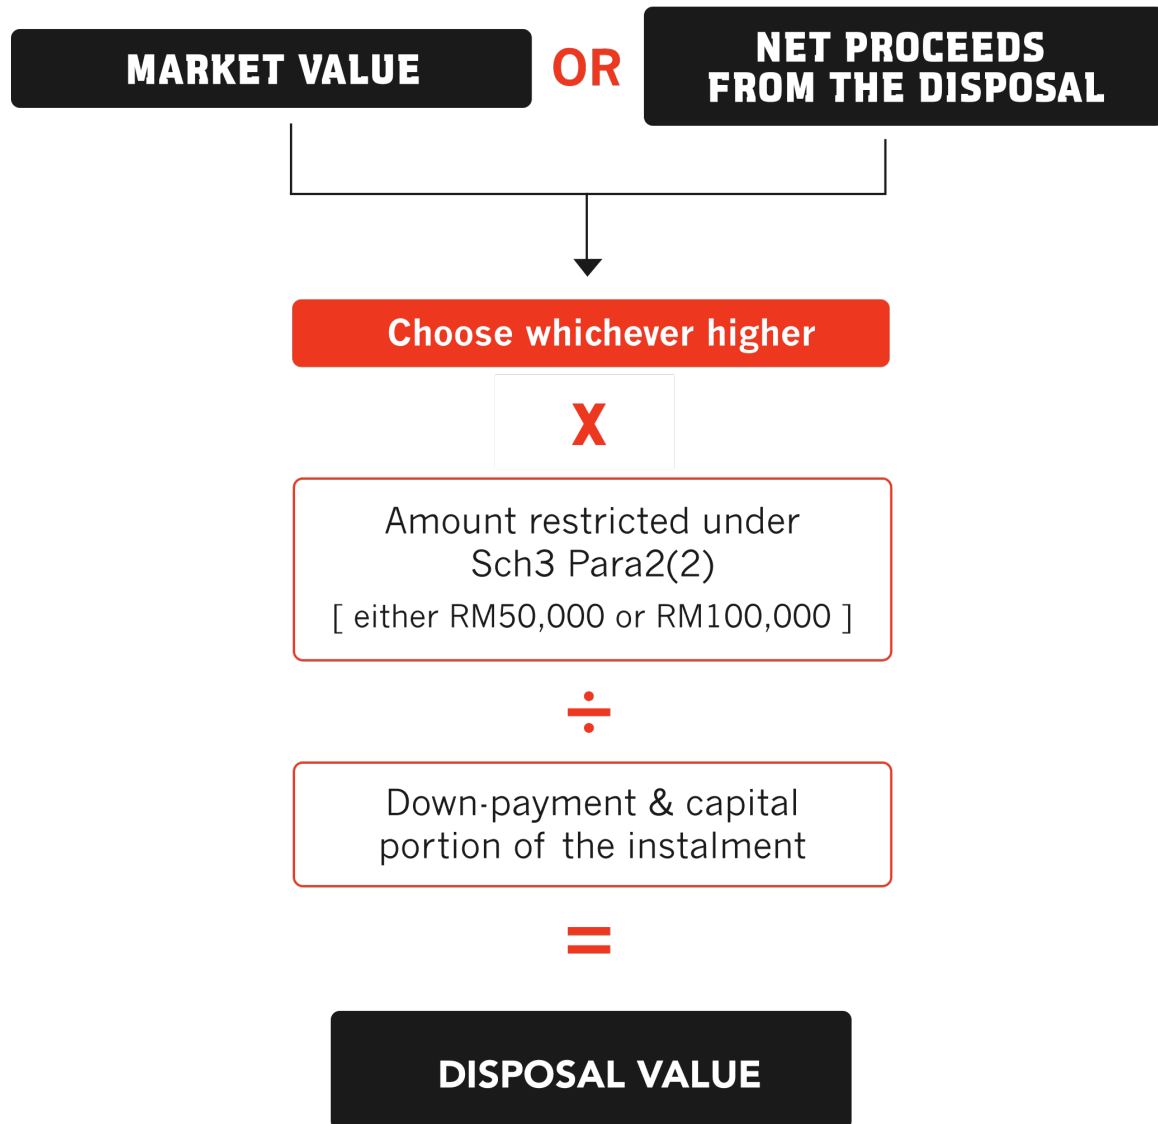 MARKET VALUE
OR
NET PROCEEDS
FROM THE DISPOSAL
Choose whichever higher
X
Amount restricted under
Sch3 Para2(2)
[ either RM50,000 or RM100,000 ]
÷
Down-payment & capital
portion of the instalment
=
DISPOSAL VALUE